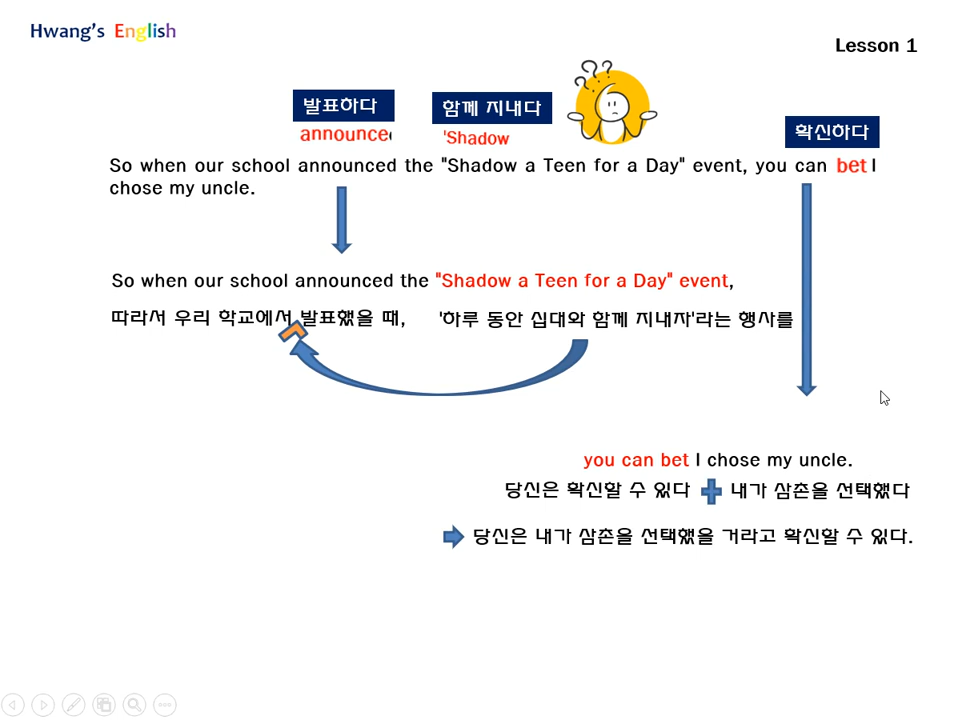 Hwang's English
Lesson 1
발표하다
함께 지내다
확신하다
announce
'Shadow
So when our school announced the "Shadow a Teen for a Day" event, you can bet I
chose my uncle.
So when our school announced the "Shadow a Teen for a Day" event,
따라서 우리 학교에서 발표했을 때, '하루 동안 십대와 함께 지내자'라는 행사를
you can bet I chose my uncle.
당신은 확신할 수 있다 내가 삼촌을 선택했다
당신은 내가 삼촌을 선택했을 거라고 확신할 수 있다.